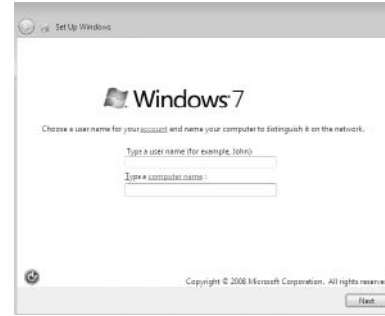 Set Up Windows
Windows 7
Choose a user name for your account and name your computer to distinguish it on the network.
Type a user name (for example, John):
Type a computer name :
Copyright © 2008 Microsoft Corporation. All rights reserve
Next